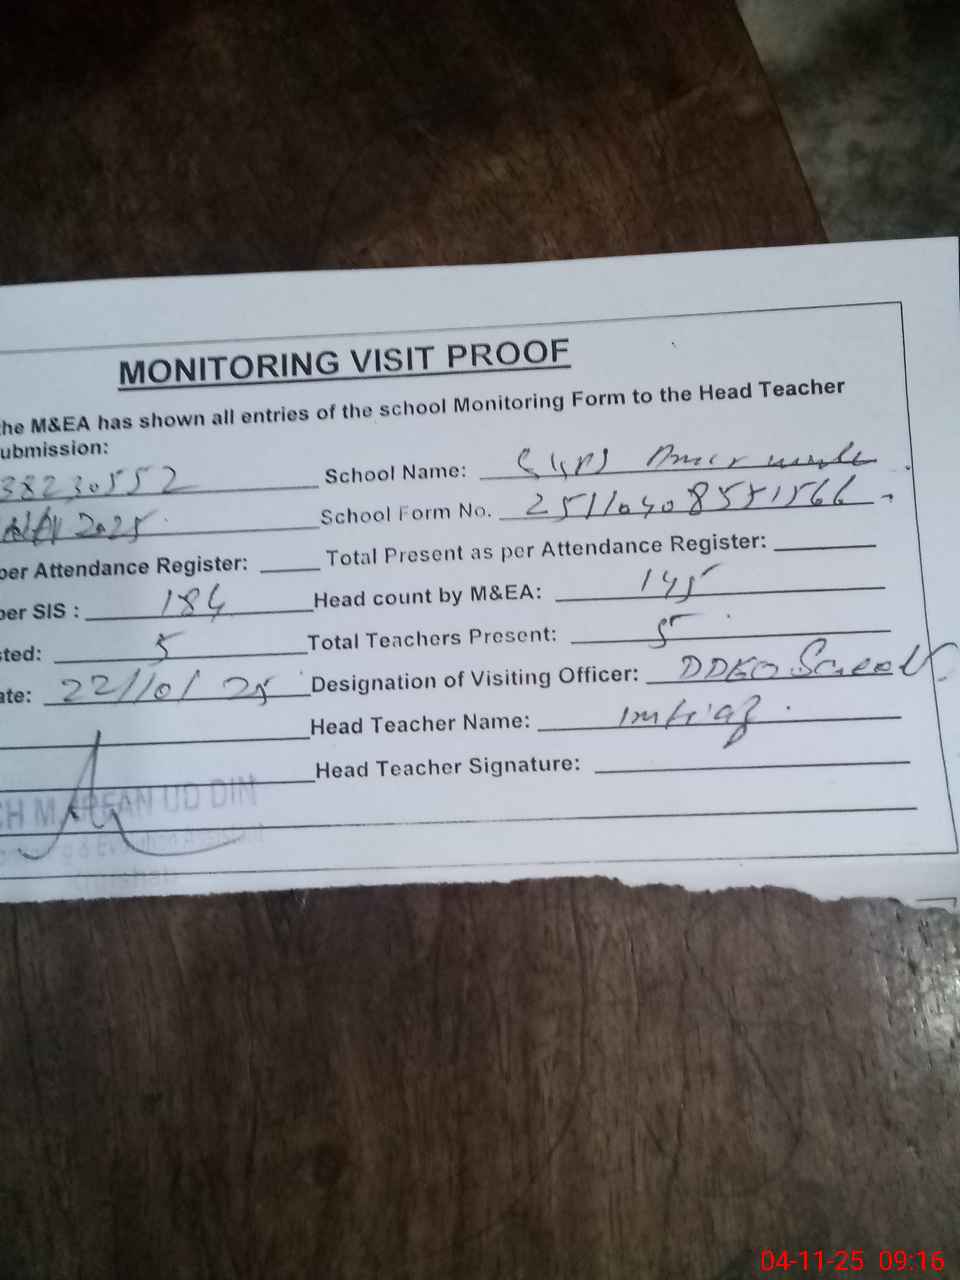 MONITORING VISIT PROOF
the M&EA has shown all entries of the school Monitoring Form to the Head Teacher
ubmission:
38230552 School Name:
2025 School Form No. 25110408551566
per Attendance Register: Total Present as per Attendance Register:
per SIS : 184 Head count by M&EA: 145
sted: 5 Total Teachers Present: 5
ate: 22/10/25 Designation of Visiting Officer: DDEO
Head Teacher Name: Imtiaz
Head Teacher Signature:
CH M. UD DIN
04-11-25 09:16